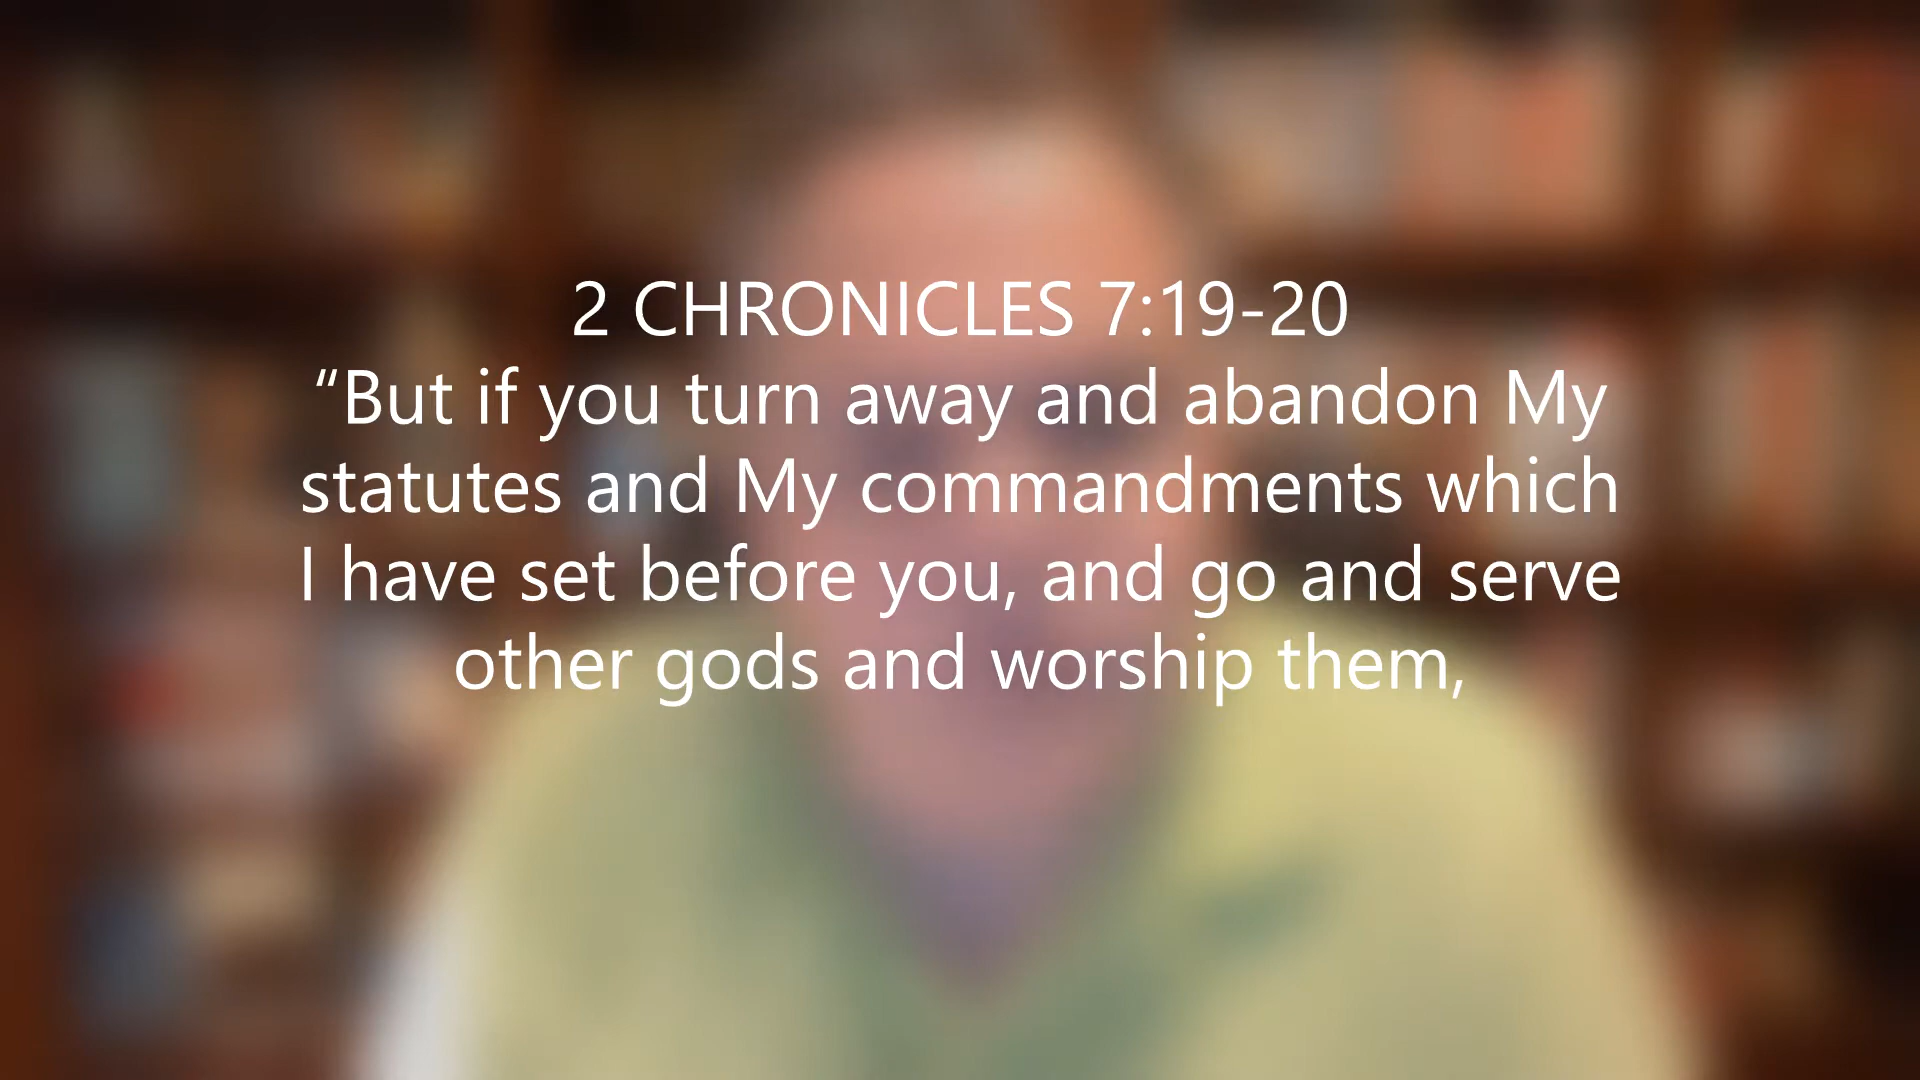 2 CHRONICLES 7:19-20
“But if you turn away and abandon My
statutes and My commandments which
I have set before you, and go and serve
other gods and worship them,